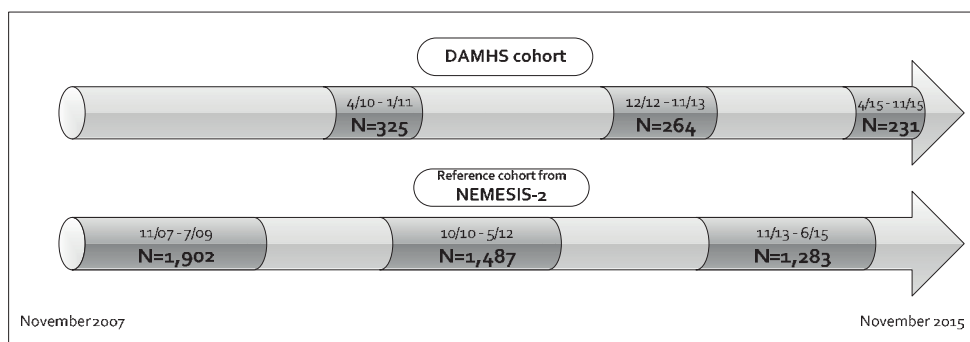 DAMHS cohort
4/10 - 1/11
N=325
12/12 - 11/13
N=264
4/15 - 11/15
N=231
Reference cohort from
NEMESIS-2
11/07 - 7/09
N=1,902
10/10 - 5/12
N=1,487
11/13 - 6/15
N=1,283
November 2007
November 2015